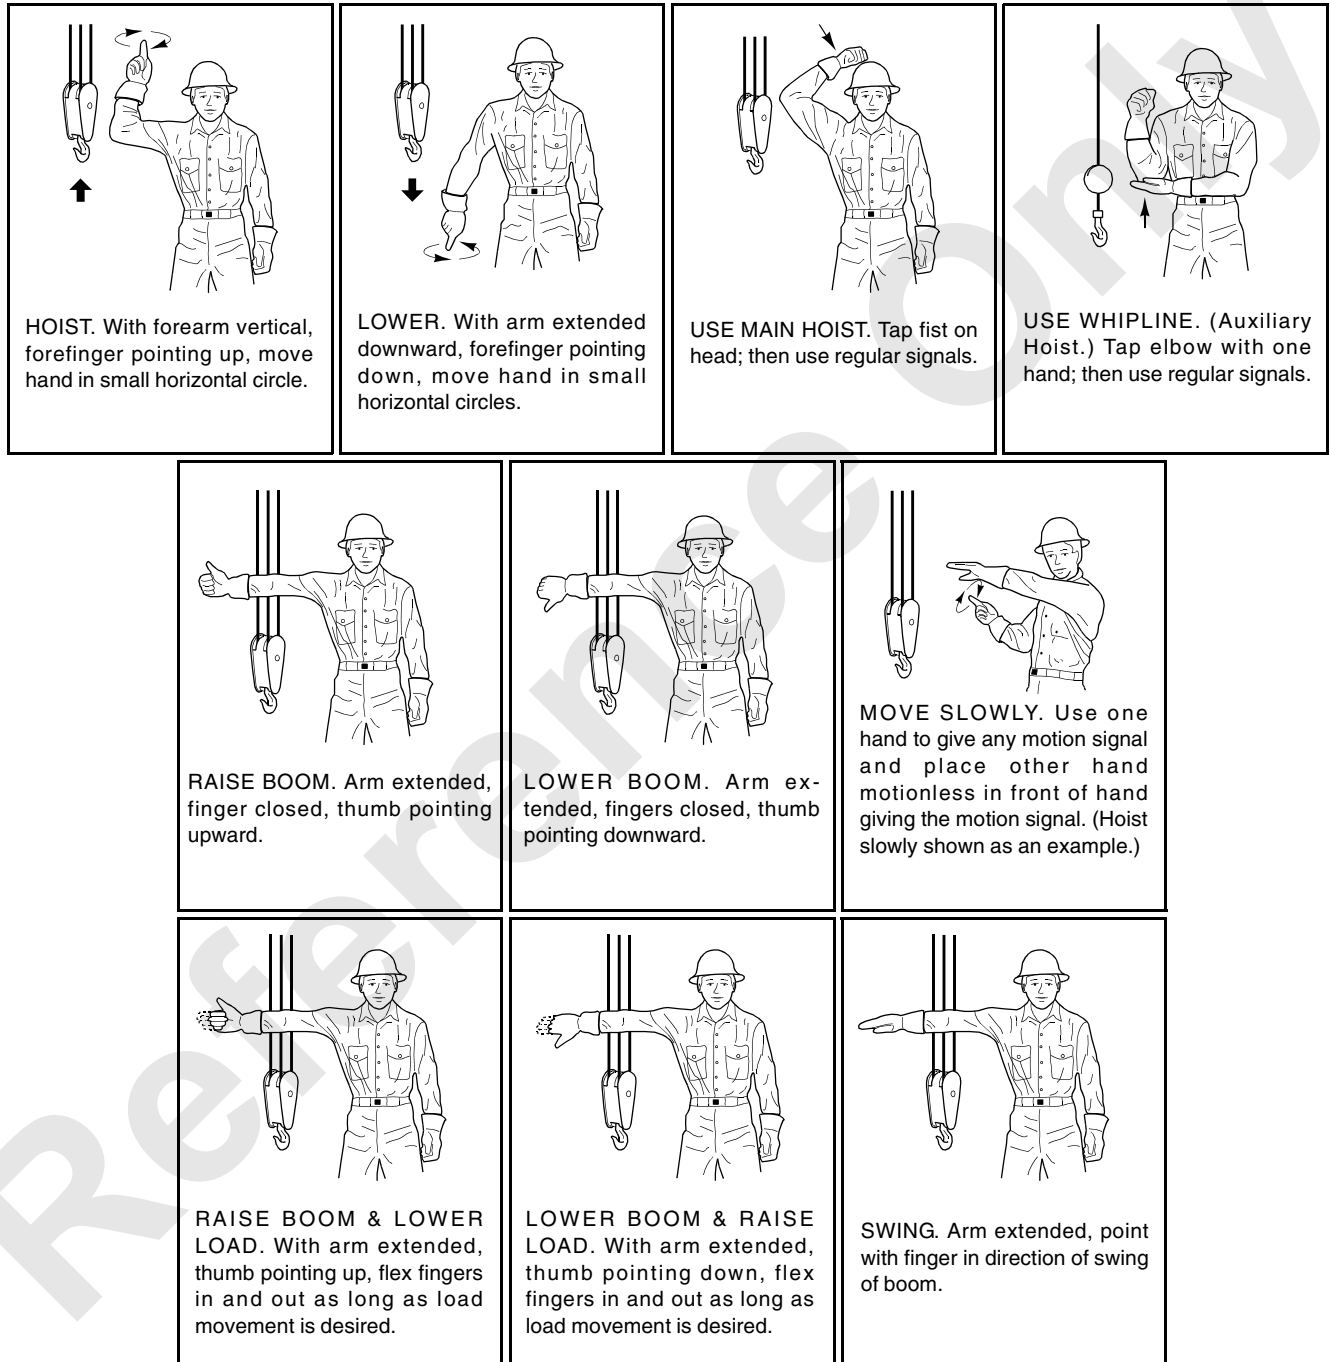 HOIST. With forearm vertical,
forefinger pointing up, move
hand in small horizontal circle.
LOWER. With arm extended
downward, forefinger pointing
down, move hand in small
horizontal circles.
USE MAIN HOIST. Tap fist on
head; then use regular signals.
USE WHIPLINE. (Auxiliary
Hoist.) Tap elbow with one
hand; then use regular signals.
RAISE BOOM. Arm extended,
finger closed, thumb pointing
upward.
LOWER BOOM. Arm ex-
tended, fingers closed, thumb
pointing downward.
MOVE SLOWLY. Use one
hand to give any motion signal
and place other hand
motionless in front of hand
giving the motion signal. (Hoist
slowly shown as an example.)
RAISE BOOM & LOWER
LOAD. With arm extended,
thumb pointing up, flex fingers
in and out as long as load
movement is desired.
LOWER BOOM & RAISE
LOAD. With arm extended,
thumb pointing down, flex
fingers in and out as long as
load movement is desired.
SWING. Arm extended, point
with finger in direction of swing
of boom.
Reference Only